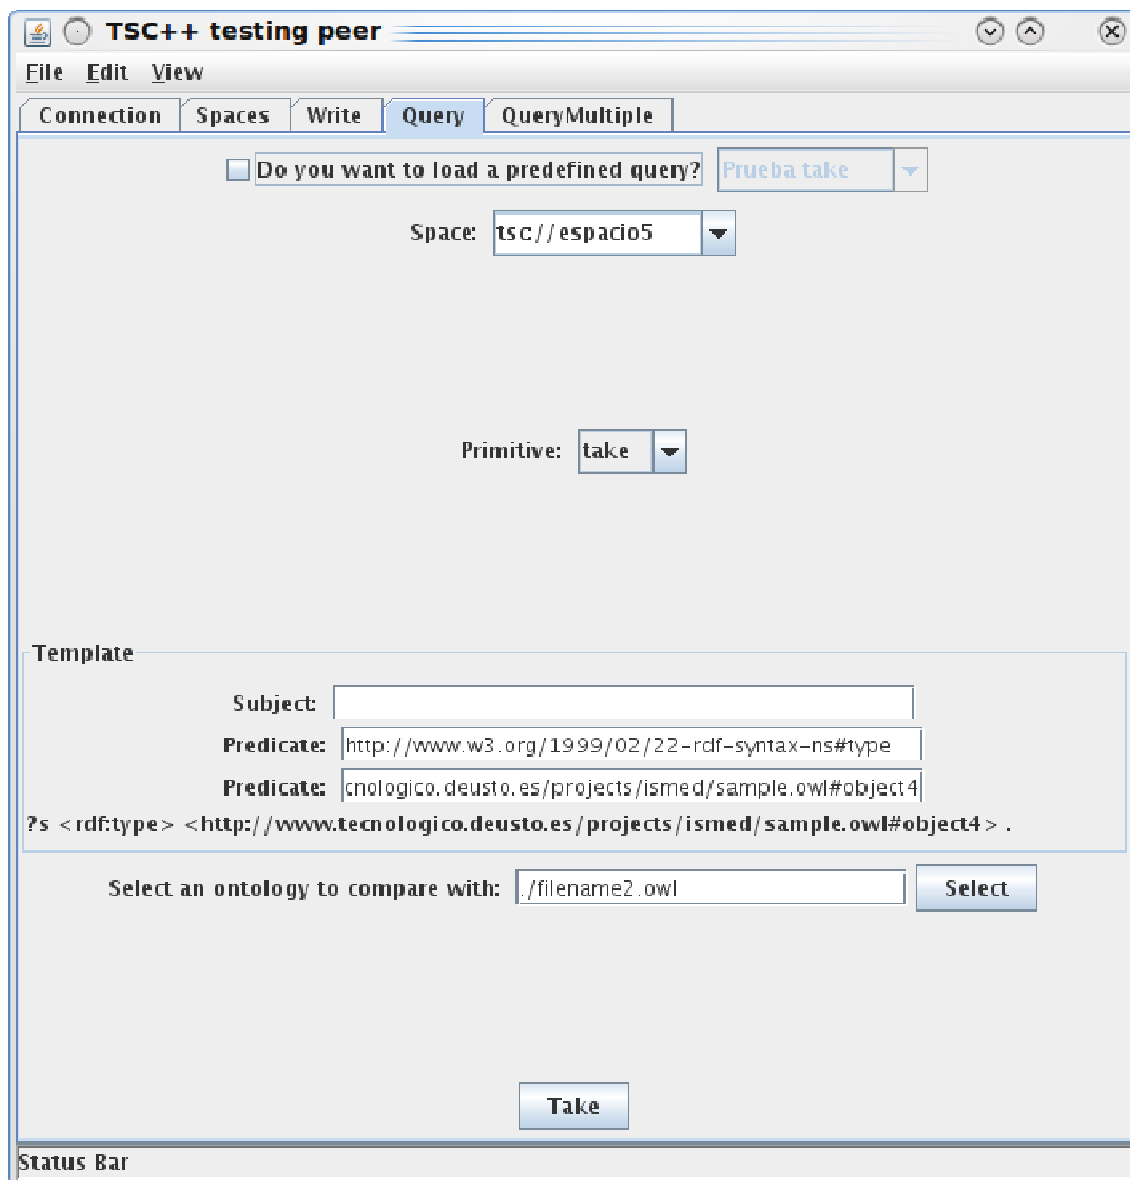 TSC++ testing peer
File Edit View
Connection Spaces Write Query QueryMultiple
Do you want to load a predefined query? Prueba take
Space: tsc//espacio5
Primitive: take
Template
Subject:
Predicate: http://www.w3.org/1999/02/22-rdf-syntax-ns#type
Predicate: cnologico.deusto.es/projects/ismed/sample.owl#object4
?s <rdf:type> <http://www.tecnologico.deusto.es/projects/ismed/sample.owl#object4> .
Select an ontology to compare with: ./filename2.owl Select
Take
Status Bar